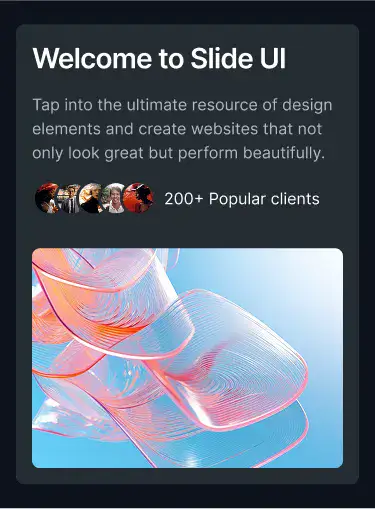 Welcome to Slide UI
Tap into the ultimate resource of design
elements and create websites that not
only look great but perform beautifully.
200+ Popular clients